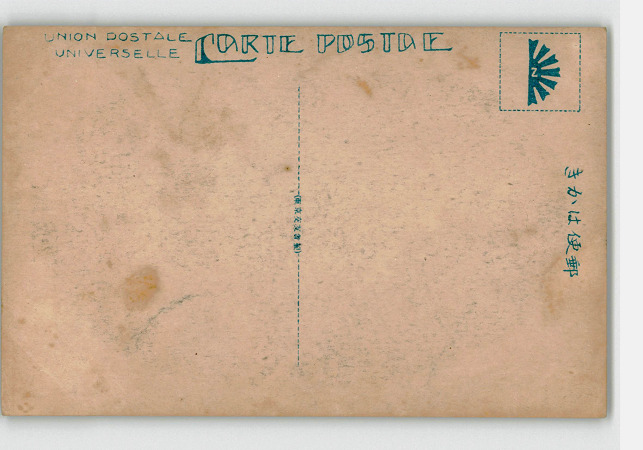 UNION POSTALE
UNIVERSELLE
CARTE POSTALE
きかは便郵